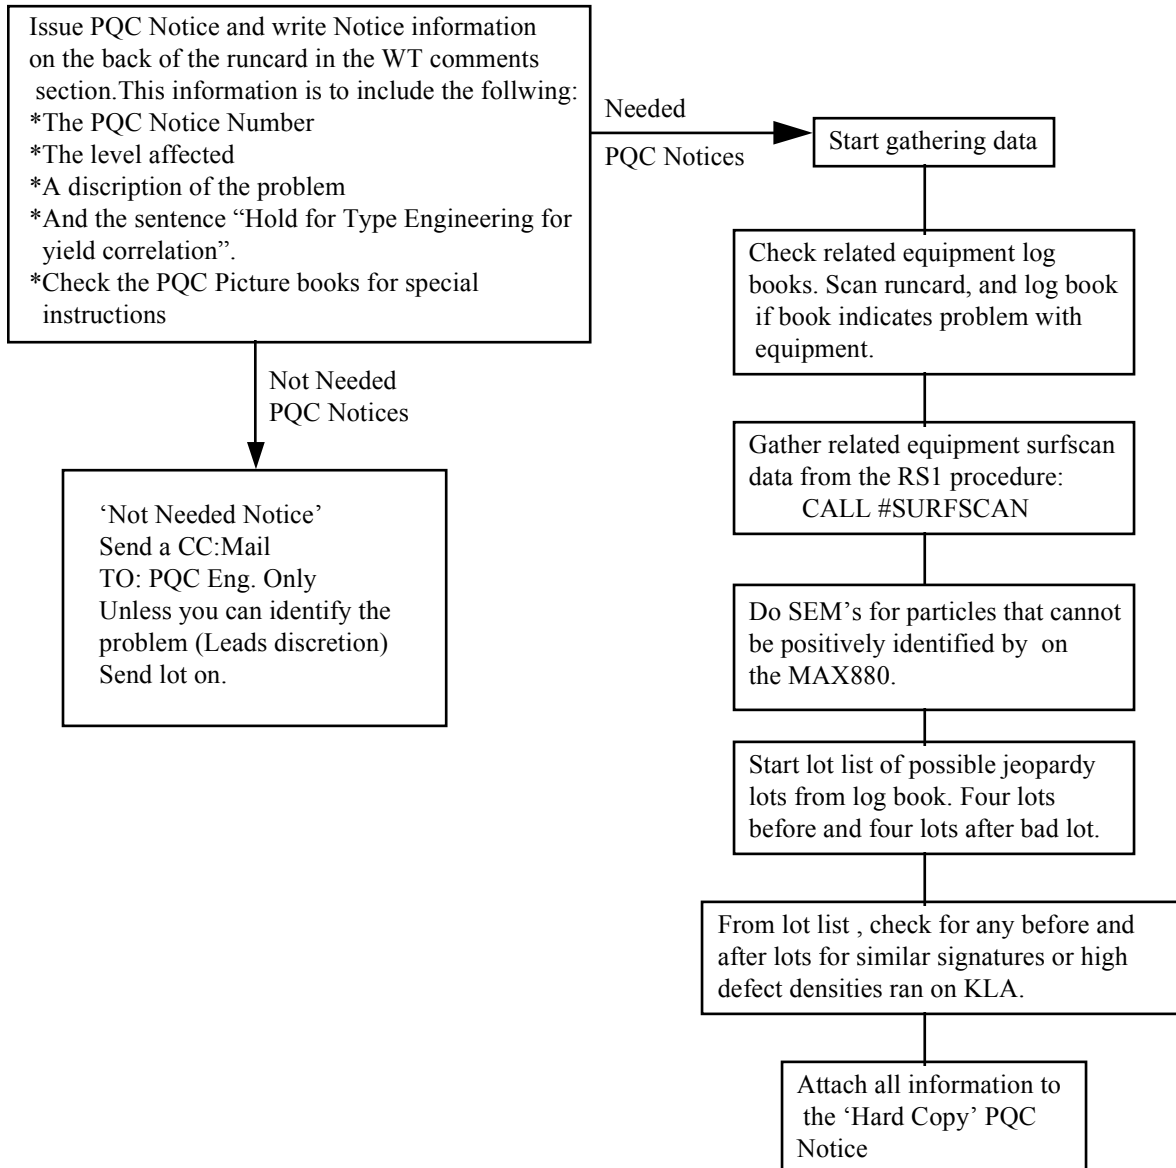 Issue PQC Notice and write Notice information
on the back of the runcard in the WT comments
section.This information is to include the follwing:
*The PQC Notice Number
*The level affected
*A discription of the problem
*And the sentence “Hold for Type Engineering for
yield correlation”.
*Check the PQC Picture books for special
instructions
Needed
PQC Notices
Start gathering data
Check related equipment log
books. Scan runcard, and log book
if book indicates problem with
equipment.
Not Needed
PQC Notices
‘Not Needed Notice’
Send a CC:Mail
TO: PQC Eng. Only
Unless you can identify the
problem (Leads discretion)
Send lot on.
Gather related equipment surfscan
data from the RS1 procedure:
CALL #SURFSCAN
Do SEM’s for particles that cannot
be positively identified by  on
the MAX880.
Start lot list of possible jeopardy
lots from log book. Four lots
before and four lots after bad lot.
From lot list , check for any before and
after lots for similar signatures or high
defect densities ran on KLA.
Attach all information to
the ‘Hard Copy’ PQC
Notice